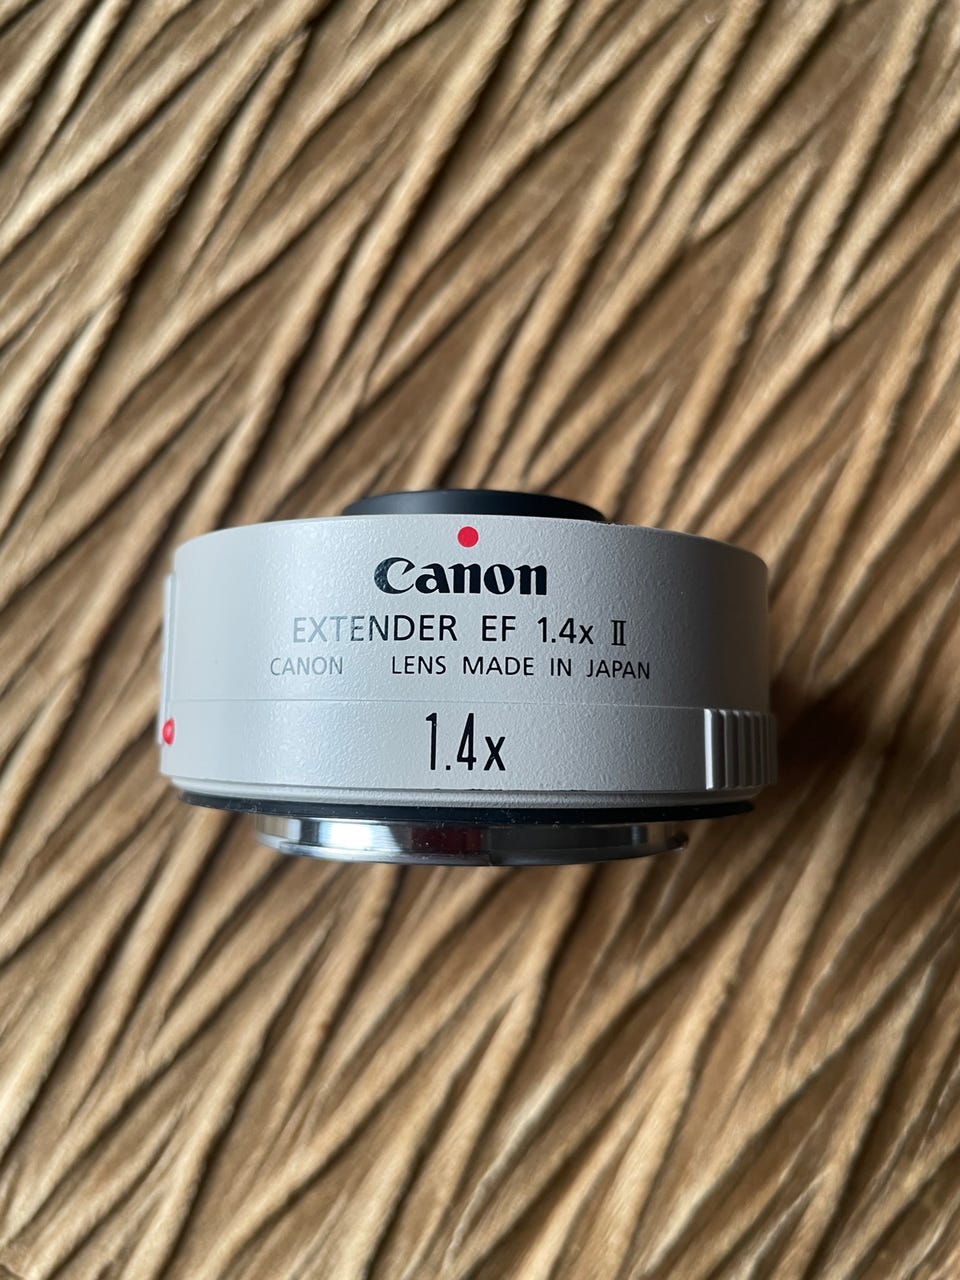 Canon
EXTENDER EF 1.4x II
CANON LENS MADE IN JAPAN
1.4x